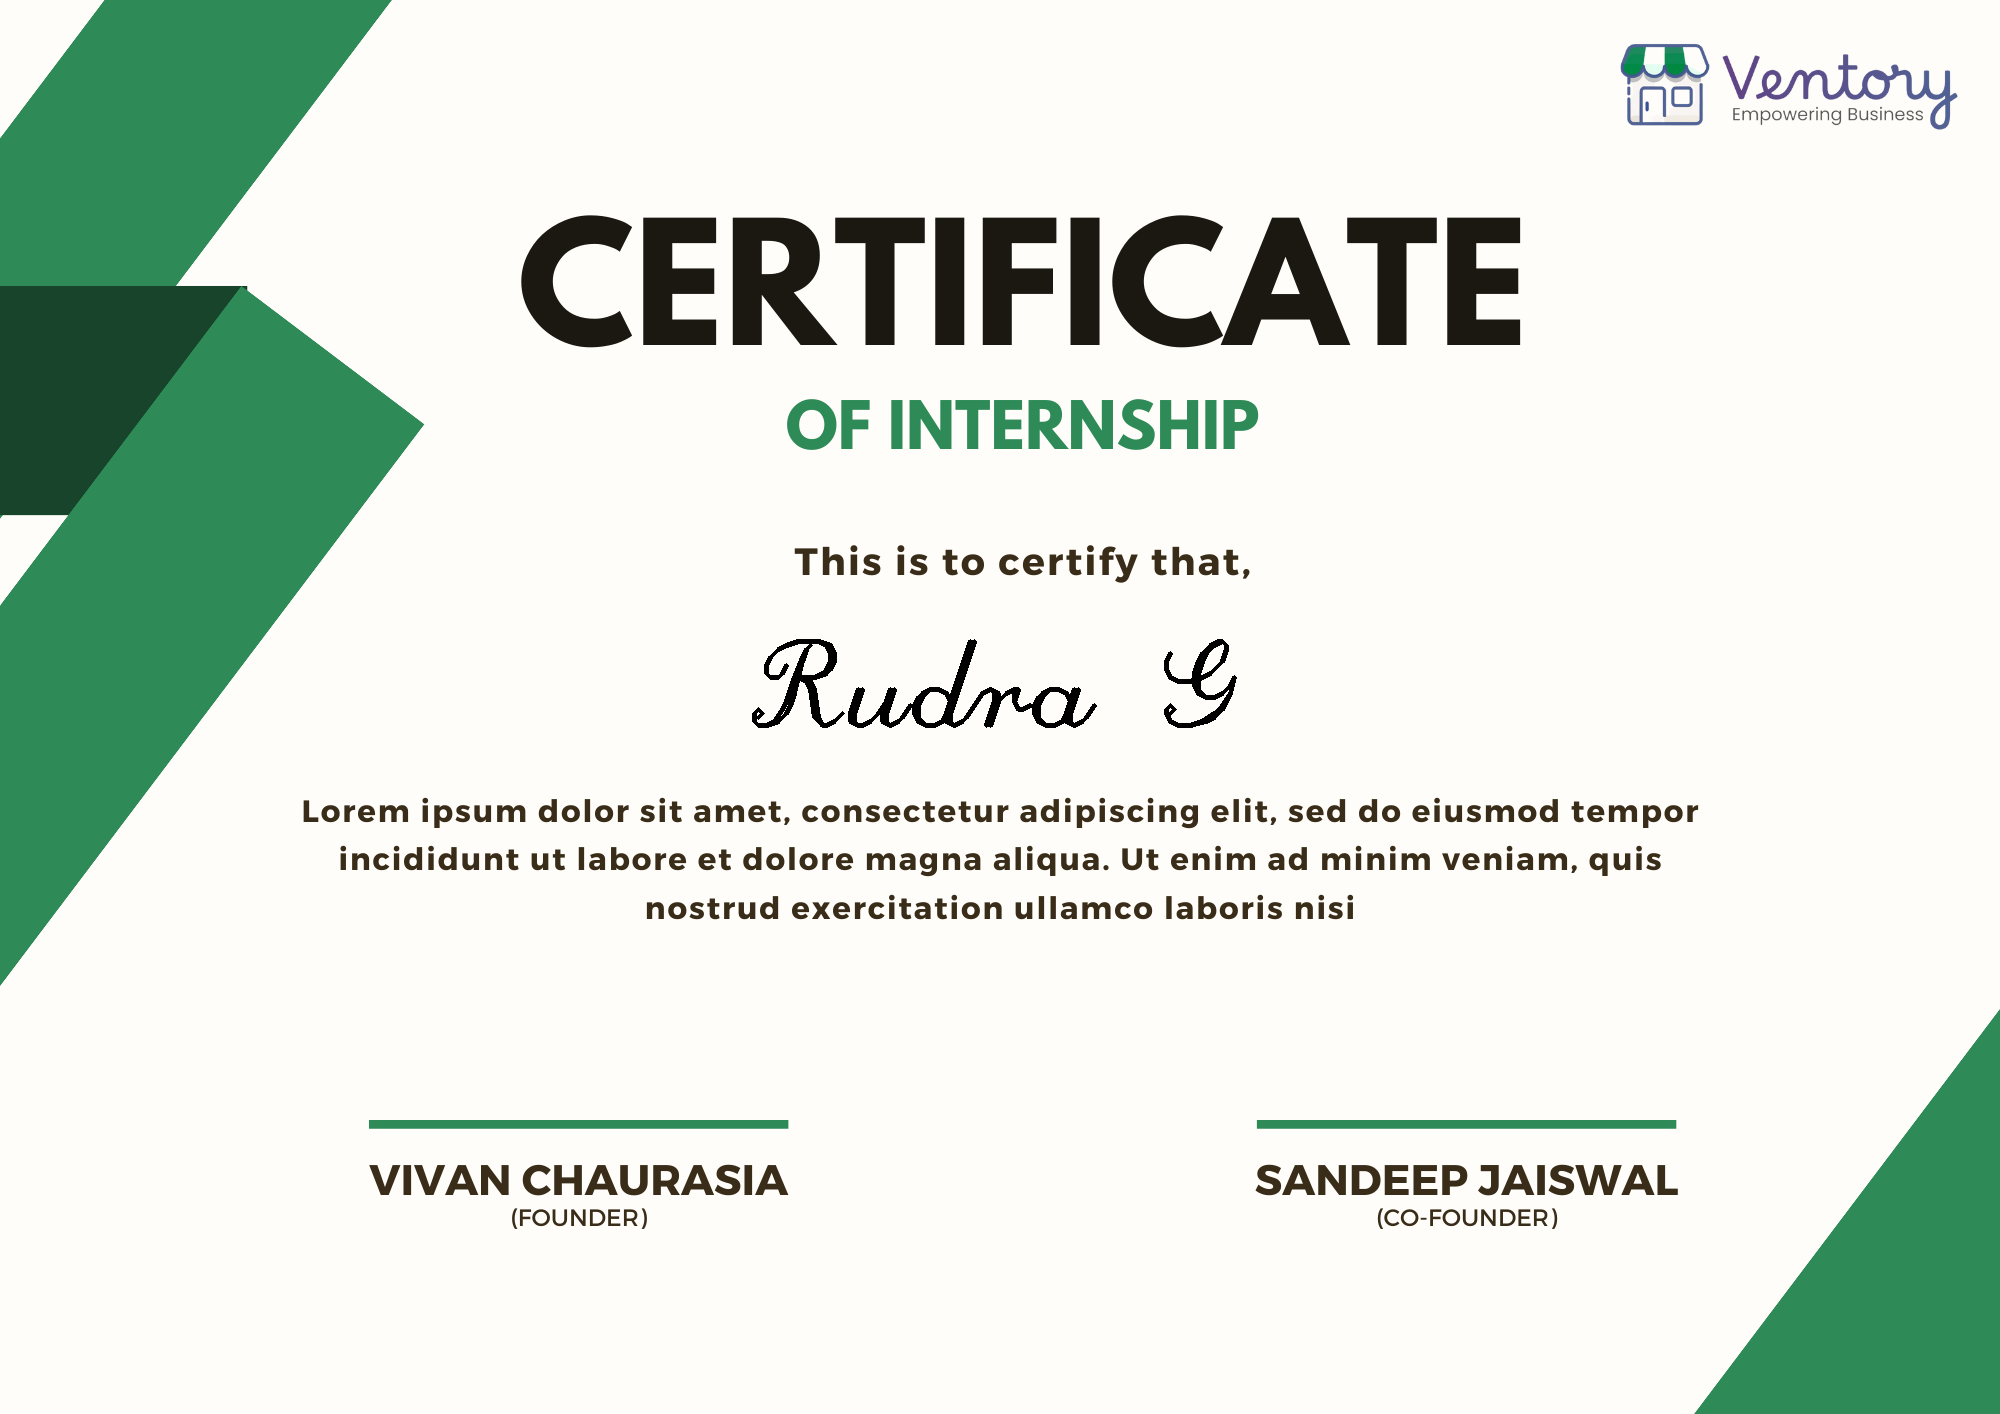 Ventory
Empowering Business
CERTIFICATE
OF INTERNSHIP
This is to certify that,
Rudra G
Lorem ipsum dolor sit amet, consectetur adipiscing elit, sed do eiusmod tempor
incididunt ut labore et dolore magna aliqua. Ut enim ad minim veniam, quis
nostrud exercitation ullamco laboris nisi
VIVAN CHAURASIA
(FOUNDER)
SANDEEP JAISWAL
(CO-FOUNDER)